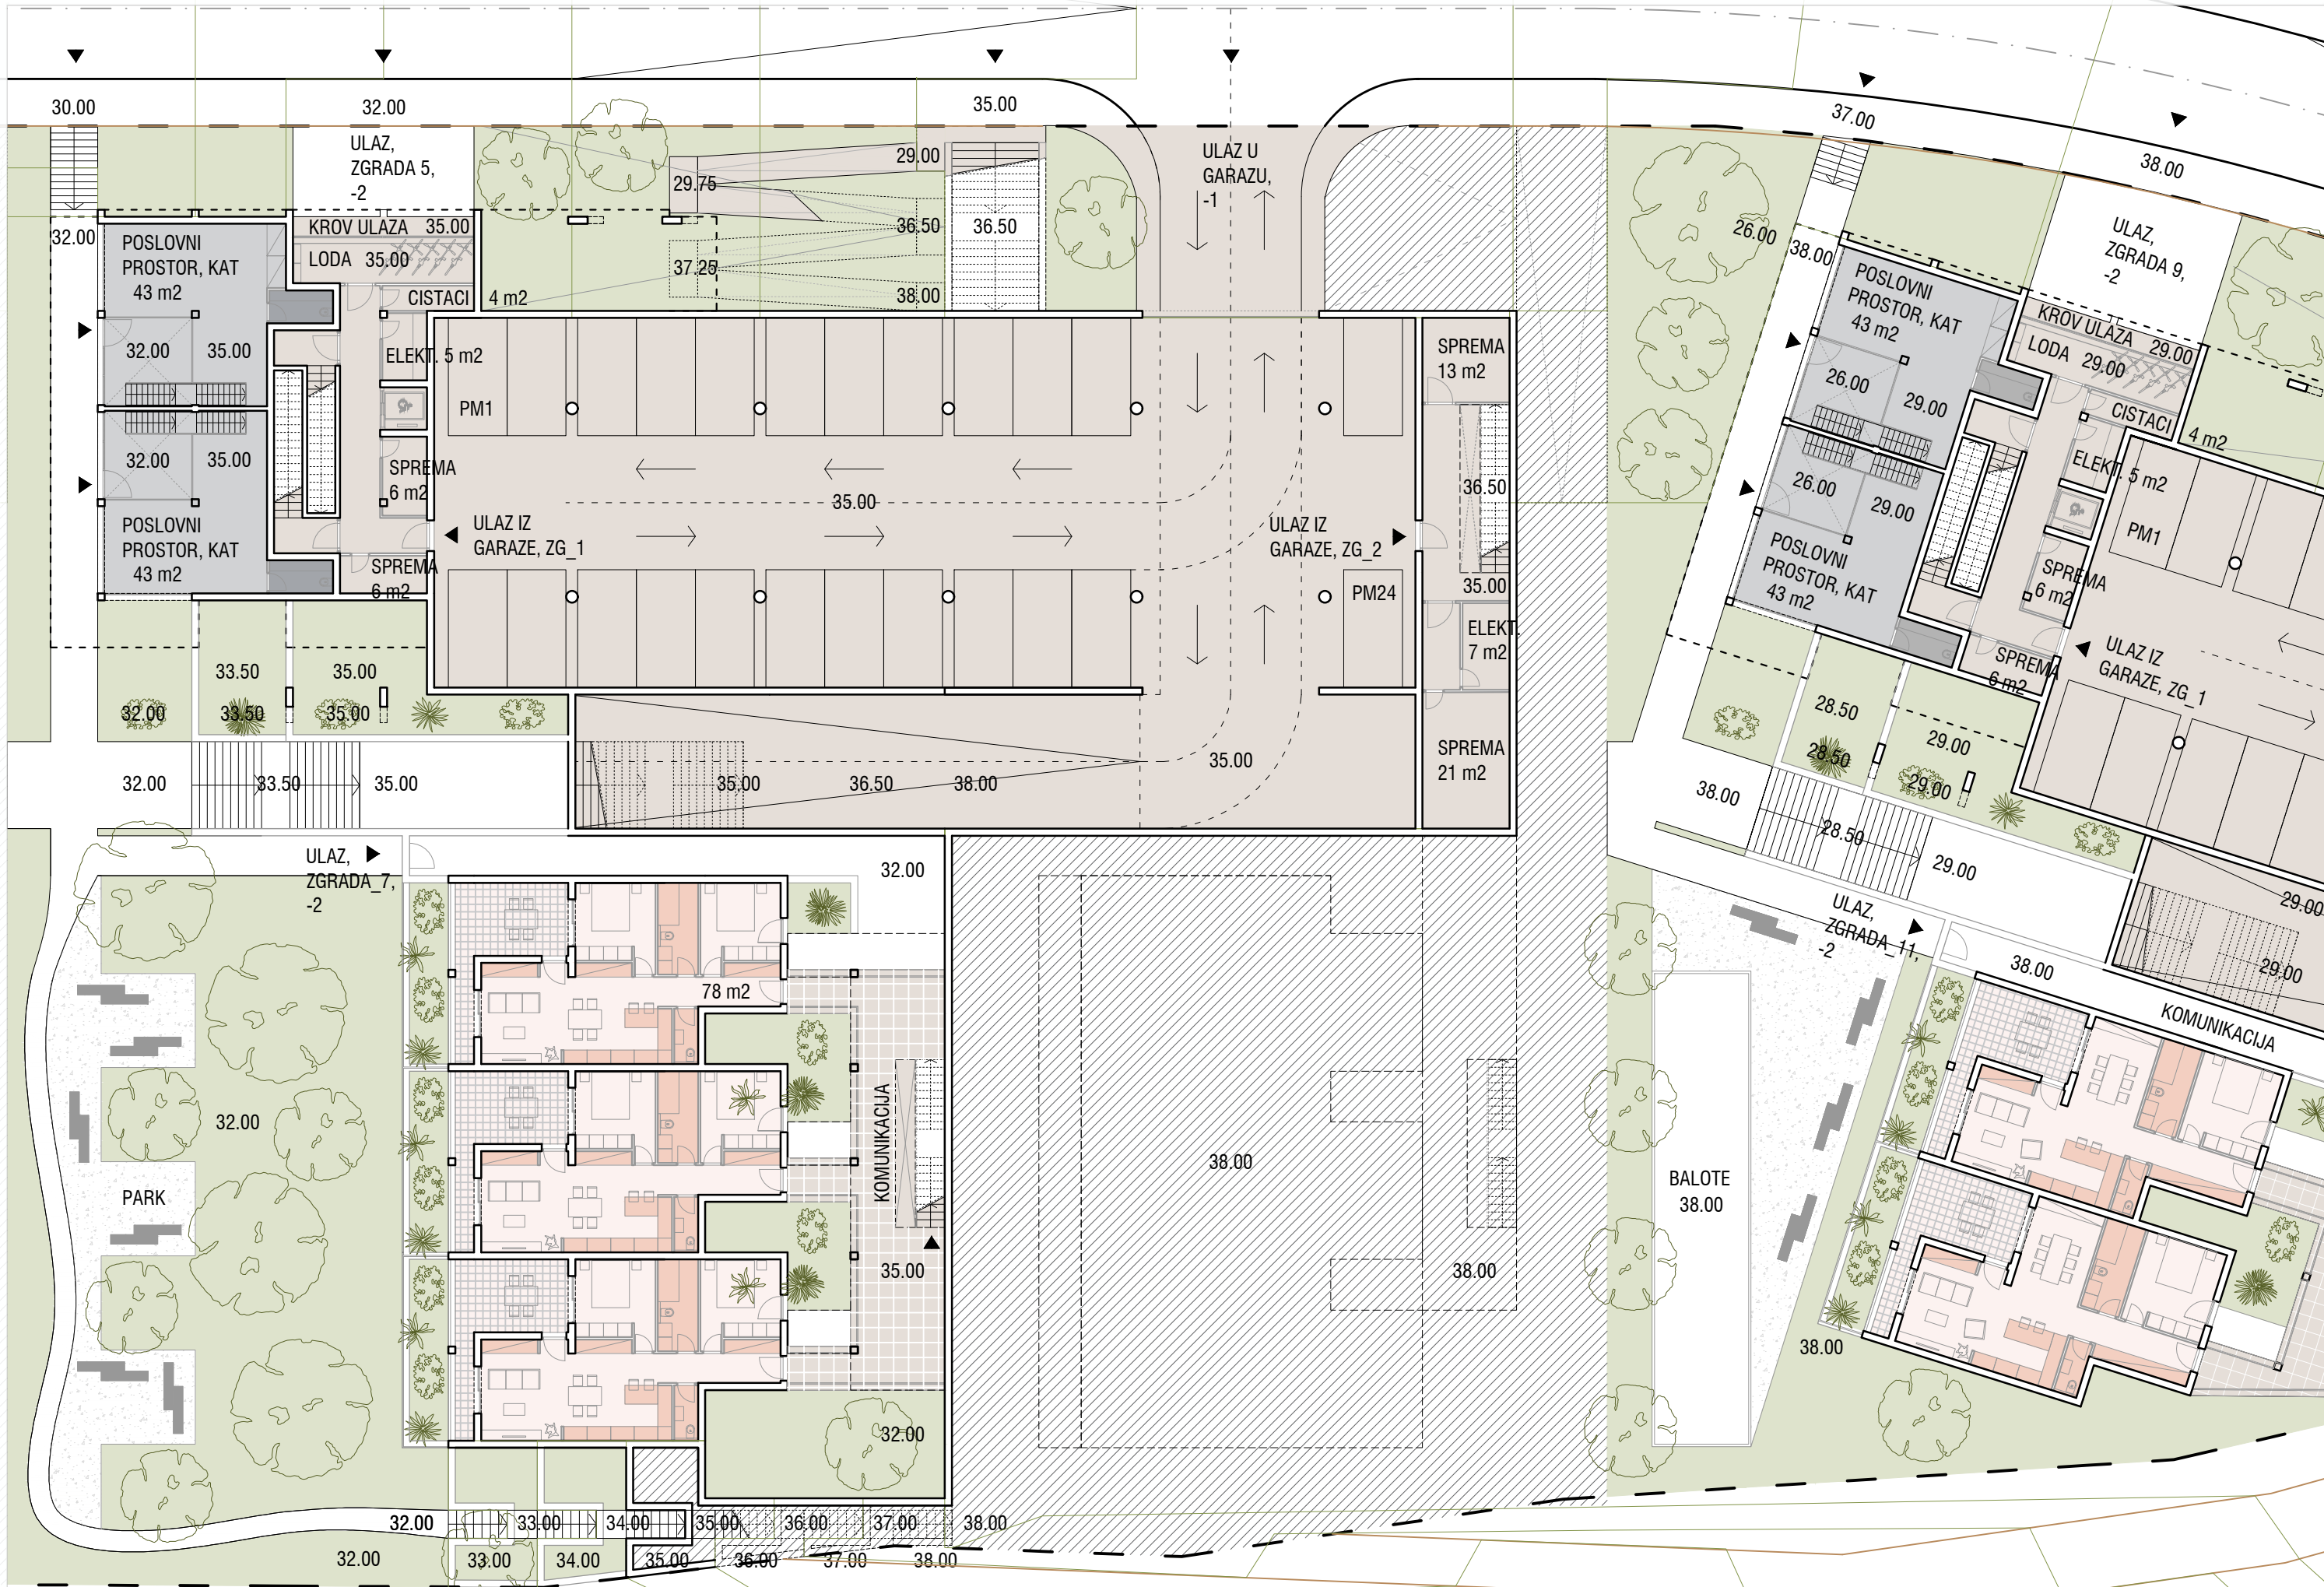 30.00
32.00
35.00
37.00
38.00
ULAZ,
ZGRADA 5,
-2
29.00
29.75
36.50
36.50
37.25
38.00
ULAZ U
GARAZU,
-1
32.00
POSLOVNI
PROSTOR, KAT
43 m2
KROV ULAZA 35.00
LODA 35.00
CISTACI
4 m2
32.00
35.00
ELEKT. 5 m2
PM1
32.00
35.00
SPREMA
6 m2
POSLOVNI
PROSTOR, KAT
43 m2
SPREMA
6 m2
ULAZ IZ
GARAZE, ZG_1
35.00
ULAZ IZ
GARAZE, ZG_2
PM24
SPREMA
13 m2
36.50
35.00
ELEKT.
7 m2
SPREMA
21 m2
33.50
35.00
32.00
33.50
35.00
32.00
33.50
35.00
35.00
36.50
38.00
35.00
ULAZ,
ZGRADA_7,
-2
32.00
78 m2
32.00
PARK
KOMUNIKACIJA
35.00
32.00
38.00
38.00
32.00
33.00
34.00
35.00
36.00
37.00
38.00
32.00
33.00
34.00
35.00
36.00
37.00
38.00
26.00
38.00
ULAZ,
ZGRADA 9,
-2
POSLOVNI
PROSTOR, KAT
43 m2
KROV ULAZA 29.00
LODA 29.00
CISTACI
4 m2
26.00
29.00
ELEKT. 5 m2
PM1
26.00
29.00
SPREMA
6 m2
POSLOVNI
PROSTOR, KAT
43 m2
SPREMA
6 m2
ULAZ IZ
GARAZE, ZG_1
28.50
29.00
28.50
29.00
38.00
28.50
29.00
29.00
29.00
ULAZ,
ZGRADA_11,
-2
38.00
KOMUNIKACIJA
BALOTE
38.00
38.00